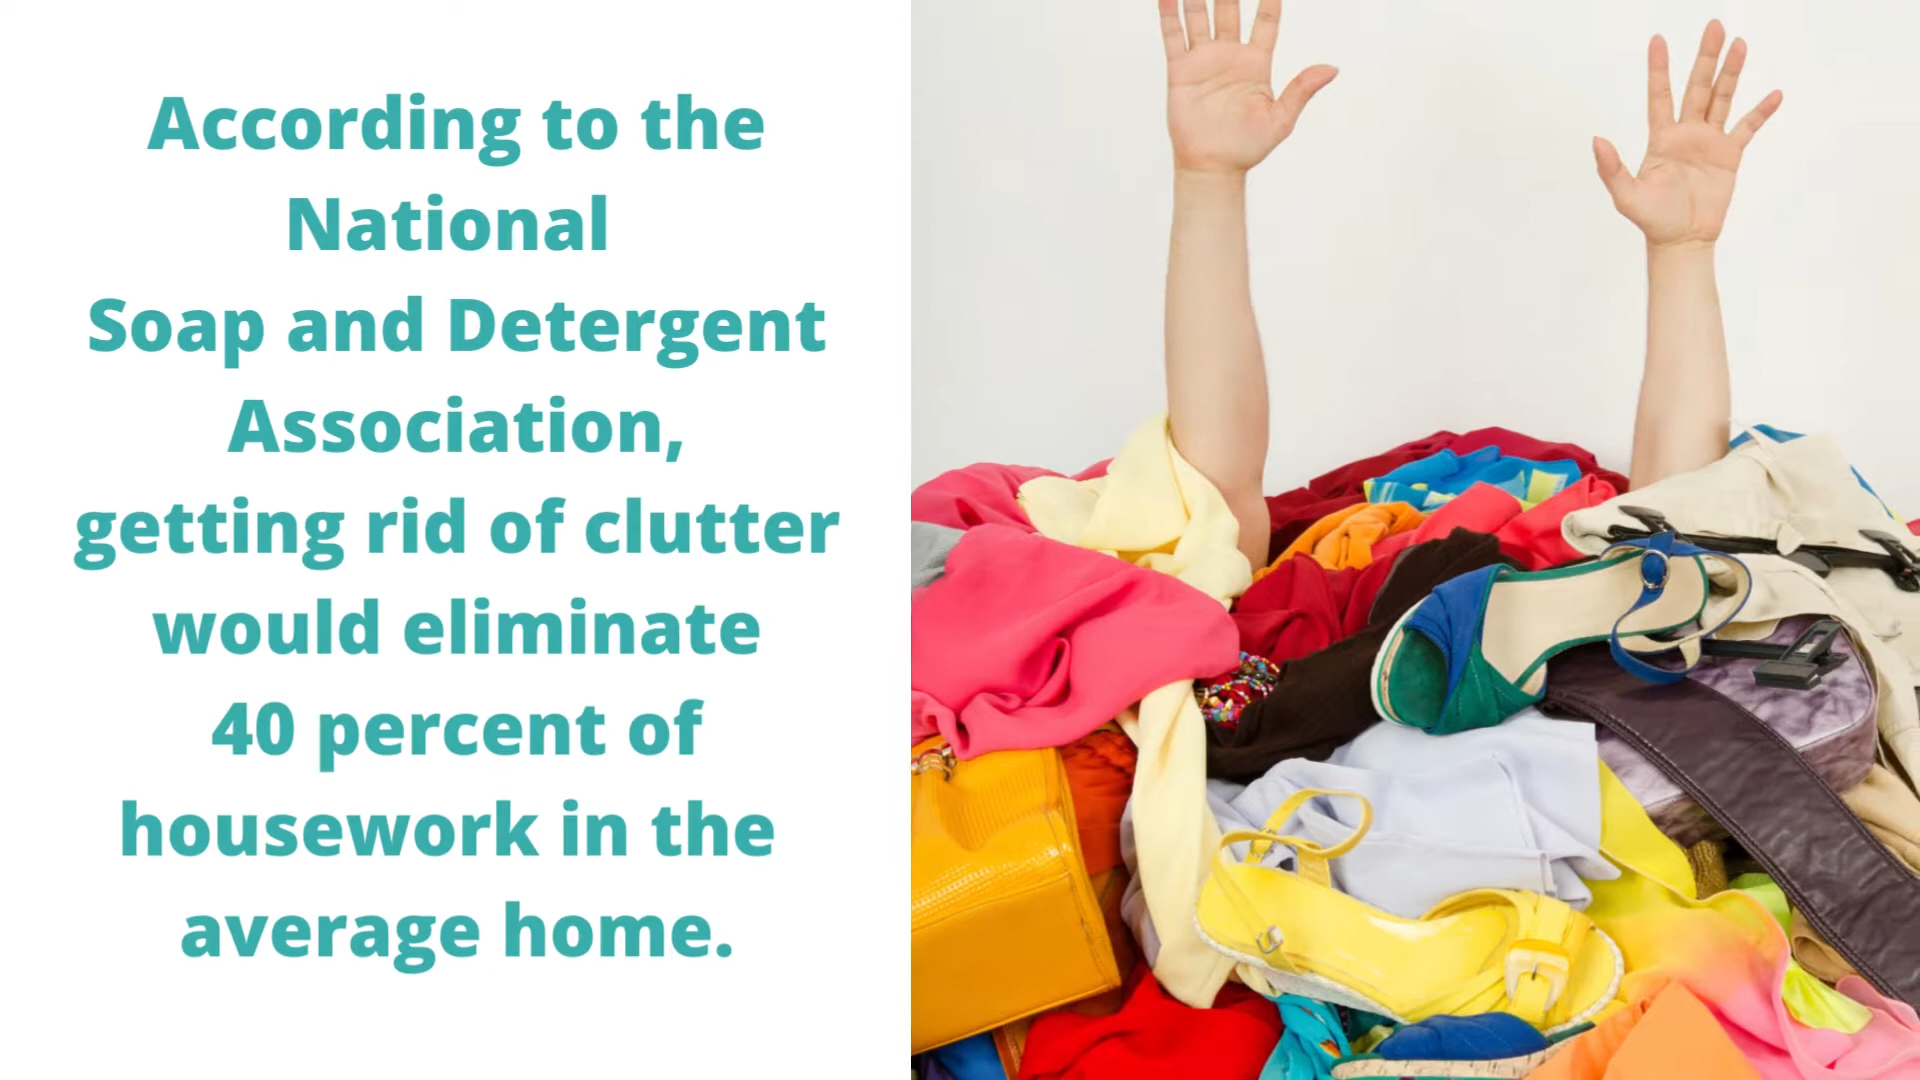 According to the
National
Soap and Detergent
Association,
getting rid of clutter
would eliminate
40 percent of
housework in the
average home.